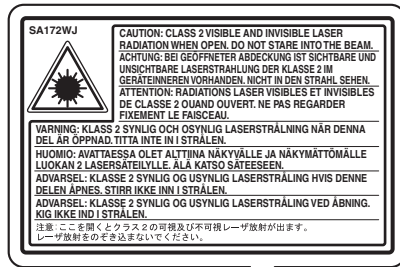 SA172WJ
CAUTION: CLASS 2 VISIBLE AND INVISIBLE LASER
RADIATION WHEN OPEN. DO NOT STARE INTO THE BEAM.
ACHTUNG: BEI GEÖFFNETER ABDECKUNG IST SICHTBARE UND
UNSICHTBARE LASERSTRAHLUNG DER KLASSE 2 IM
GERÄTEINNEREN VORHANDEN. NICHT IN DEN STRAHL SEHEN.
ATTENTION: RADIATIONS LASER VISIBLES ET INVISIBLES
DE CLASSE 2 OUAND OUVERT. NE PAS REGARDER
FIXEMENT LE FAISCEAU.
VARNING: KLASS 2 SYNLIG OCH OSYNLIG LASERSTRÅLNING NÄR DENNA
DEL ÄR ÖPPNAD. TITTA INTE IN I STRÅLEN.
HUOMIO: AVATTAESSA OLET ALTTIINA NÄKYVÄLLE JA NÄKYMÄTTÖMÄLLE
LUOKAN 2 LASERSÄTEILYLLE. ÄLÄ KATSO SÄTEESEEN.
ADVARSEL: KLASSE 2 SYNLIG OG USYNLIG LASERSTRÅLING HVIS DENNE
DELEN ÅPNES. STIRR IKKE INN I STRÅLEN.
ADVARSEL: KLASSE 2 SYNLIG OG USYNLIG LASERSTRÅLING VED ÅBNING.
KIG IKKE IND I STRÅLEN.
注意:ここを開くとクラス2の可視及び不可視レーザ放射が出ます。
レーザ放射をのぞき込まないでください。